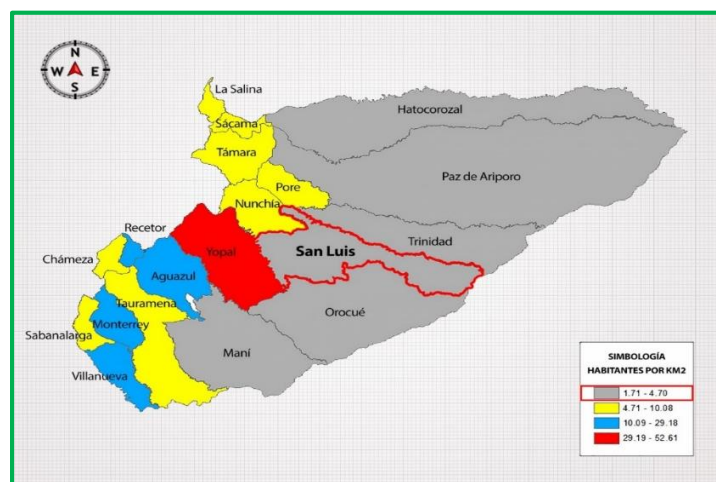 N
W E
S
La Salina
Sácama
Hatocorozal
Támara
Paz de Ariporo
Pore
Nunchía
Recetor
Yopal
San Luis
Trinidad
Chámeza
Aguazul
Tauramena
Orocué
Monterrey
Sabanalarga
Maní
Villanueva
SIMBOLOGÍA
HABITANTES POR KM2
1.71 - 4.70
4.71 - 10.08
10.09 - 29.18
29.19 - 52.61